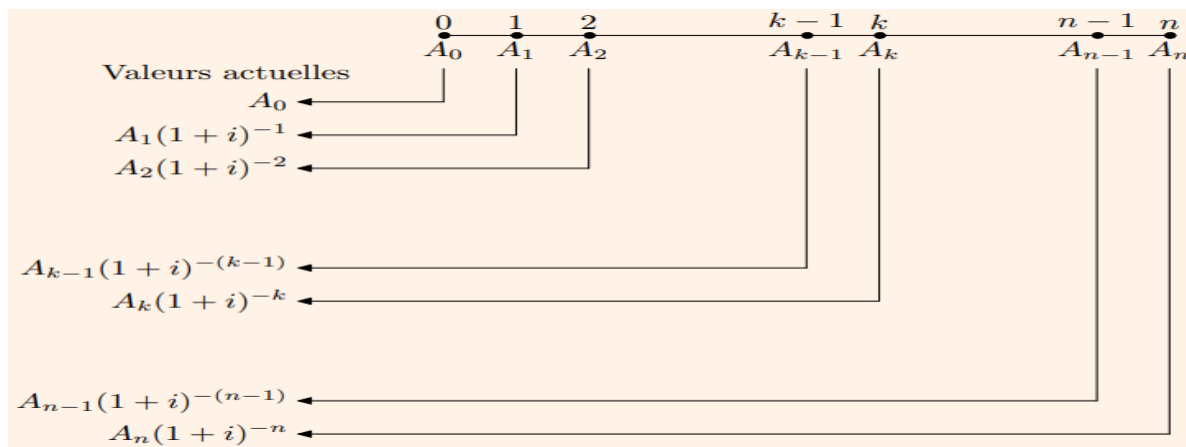 0 1 2 k − 1 k n − 1 n
A₀ A₁ A₂ Aₖ₋₁ Aₖ Aₙ₋₁ Aₙ
Valeurs actuelles
A₀
A₁(1 + i)⁻¹
A₂(1 + i)⁻²
Aₖ₋₁(1 + i)⁻⁽ᵏ⁻¹⁾
Aₖ(1 + i)⁻ᵏ
Aₙ₋₁(1 + i)⁻⁽ⁿ⁻¹⁾
Aₙ(1 + i)⁻ⁿ